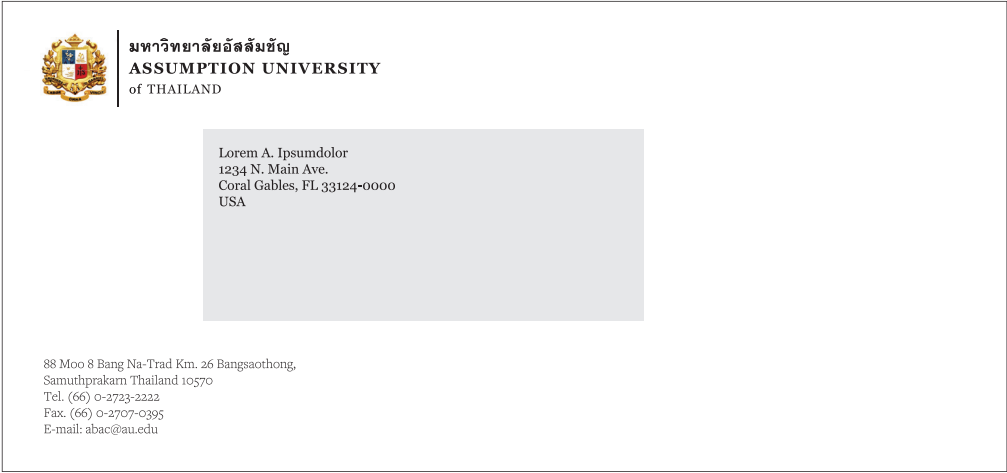 มหาวิทยาลัยอัสสัมชัญ
ASSUMPTION UNIVERSITY
of THAILAND
Lorem A. Ipsumdolor
1234 N. Main Ave.
Coral Gables, FL 33124-0000
USA
88 Moo 8 Bang Na-Trad Km. 26 Bangsaothong,
Samuthprakarn Thailand 10570
Tel. (66) 0-2723-2222
Fax. (66) 0-2707-0395
E-mail: abac@au.edu